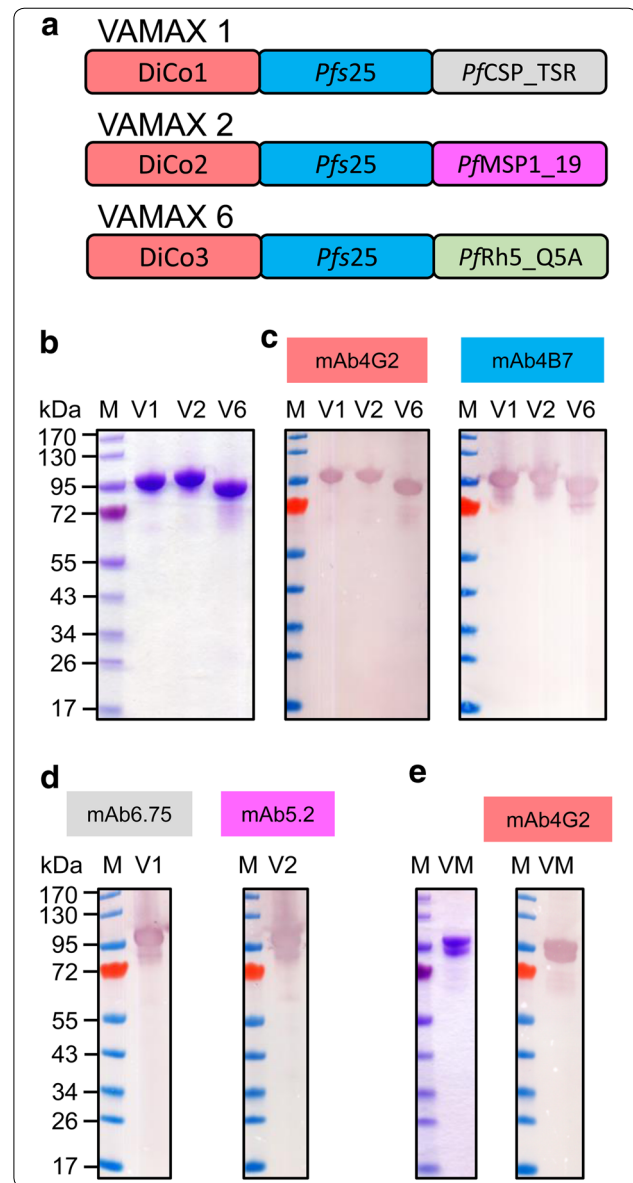 a
VAMAX 1
DiCo1 Pfs25 PfCSP_TSR
VAMAX 2
DiCo2 Pfs25 PfMSP1_19
VAMAX 6
DiCo3 Pfs25 PfRh5_Q5A
b c
mAb4G2 mAb4B7
kDa M V1 V2 V6 M V1 V2 V6 M V1 V2 V6
170
130
95
72
55
43
34
26
17
d e
mAb6.75 mAb5.2 mAb4G2
kDa M V1 M V2 M VM M VM
170
130
95
72
55
43
34
26
17